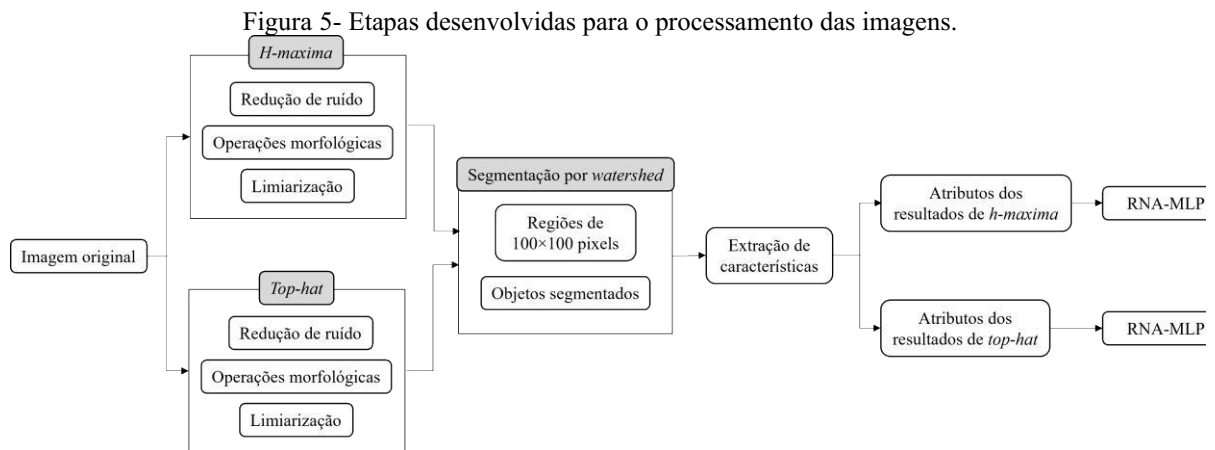 Figura 5- Etapas desenvolvidas para o processamento das imagens.
H-maxima
Redução de ruído
Operações morfológicas
Limiarização
Imagem original
Top-hat
Redução de ruído
Operações morfológicas
Limiarização
Segmentação por watershed
Regiões de
100×100 pixels
Objetos segmentados
Extração de
características
Atributos dos
resultados de h-maxima
RNA-MLP
Atributos dos
resultados de top-hat
RNA-MLP